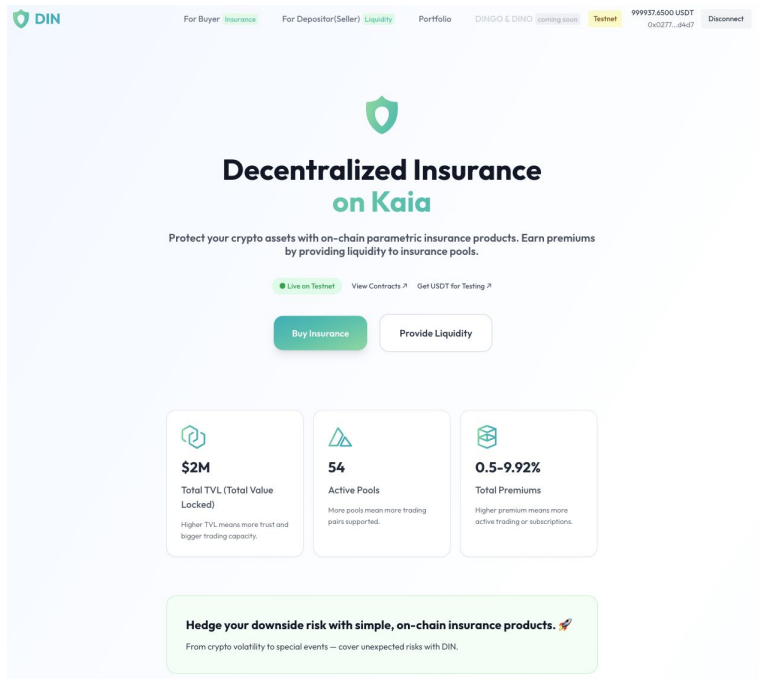 DIN
For Buyer Insurance
For Depositor(Seller) Liquidity
Portfolio
DINGO & DINO coming soon
Testnet
999937.6500 USDT
0x0277...d4d7
Disconnect
Decentralized Insurance
on Kaia
Protect your crypto assets with on-chain parametric insurance products. Earn premiums
by providing liquidity to insurance pools.
Live on Testnet
View Contracts ↗
Get USDT for Testing ↗
Buy Insurance
Provide Liquidity
$2M
Total TVL (Total Value
Locked)
Higher TVL means more trust and
bigger trading capacity.
54
Active Pools
More pools mean more trading
pairs supported.
0.5-9.92%
Total Premiums
Higher premium means more
active trading or subscriptions.
Hedge your downside risk with simple, on-chain insurance products. 🚀
From crypto volatility to special events — cover unexpected risks with DIN.